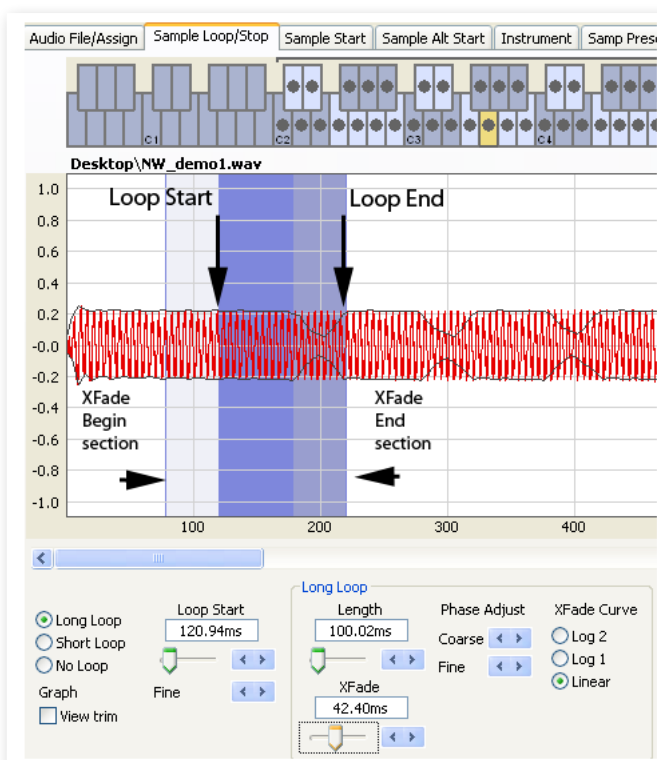 Audio File/Assign Sample Loop/Stop Sample Start Sample Alt Start Instrument Samp Prese
C1 C2 C3 C4
Desktop\NW_demo1.wav
1.0
Loop Start Loop End
0.8
0.6
0.4
0.2
-0.0
-0.2
XFade XFade
-0.4
Begin End
section section
-0.6
-0.8
-1.0
100 200 300 400
Long Loop
Long Loop Loop Start Length Phase Adjust XFade Curve
120.94ms 100.02ms
Short Loop Coarse Log 2
No Loop Fine Log 1
Graph Fine XFade Linear
View trim 42.40ms